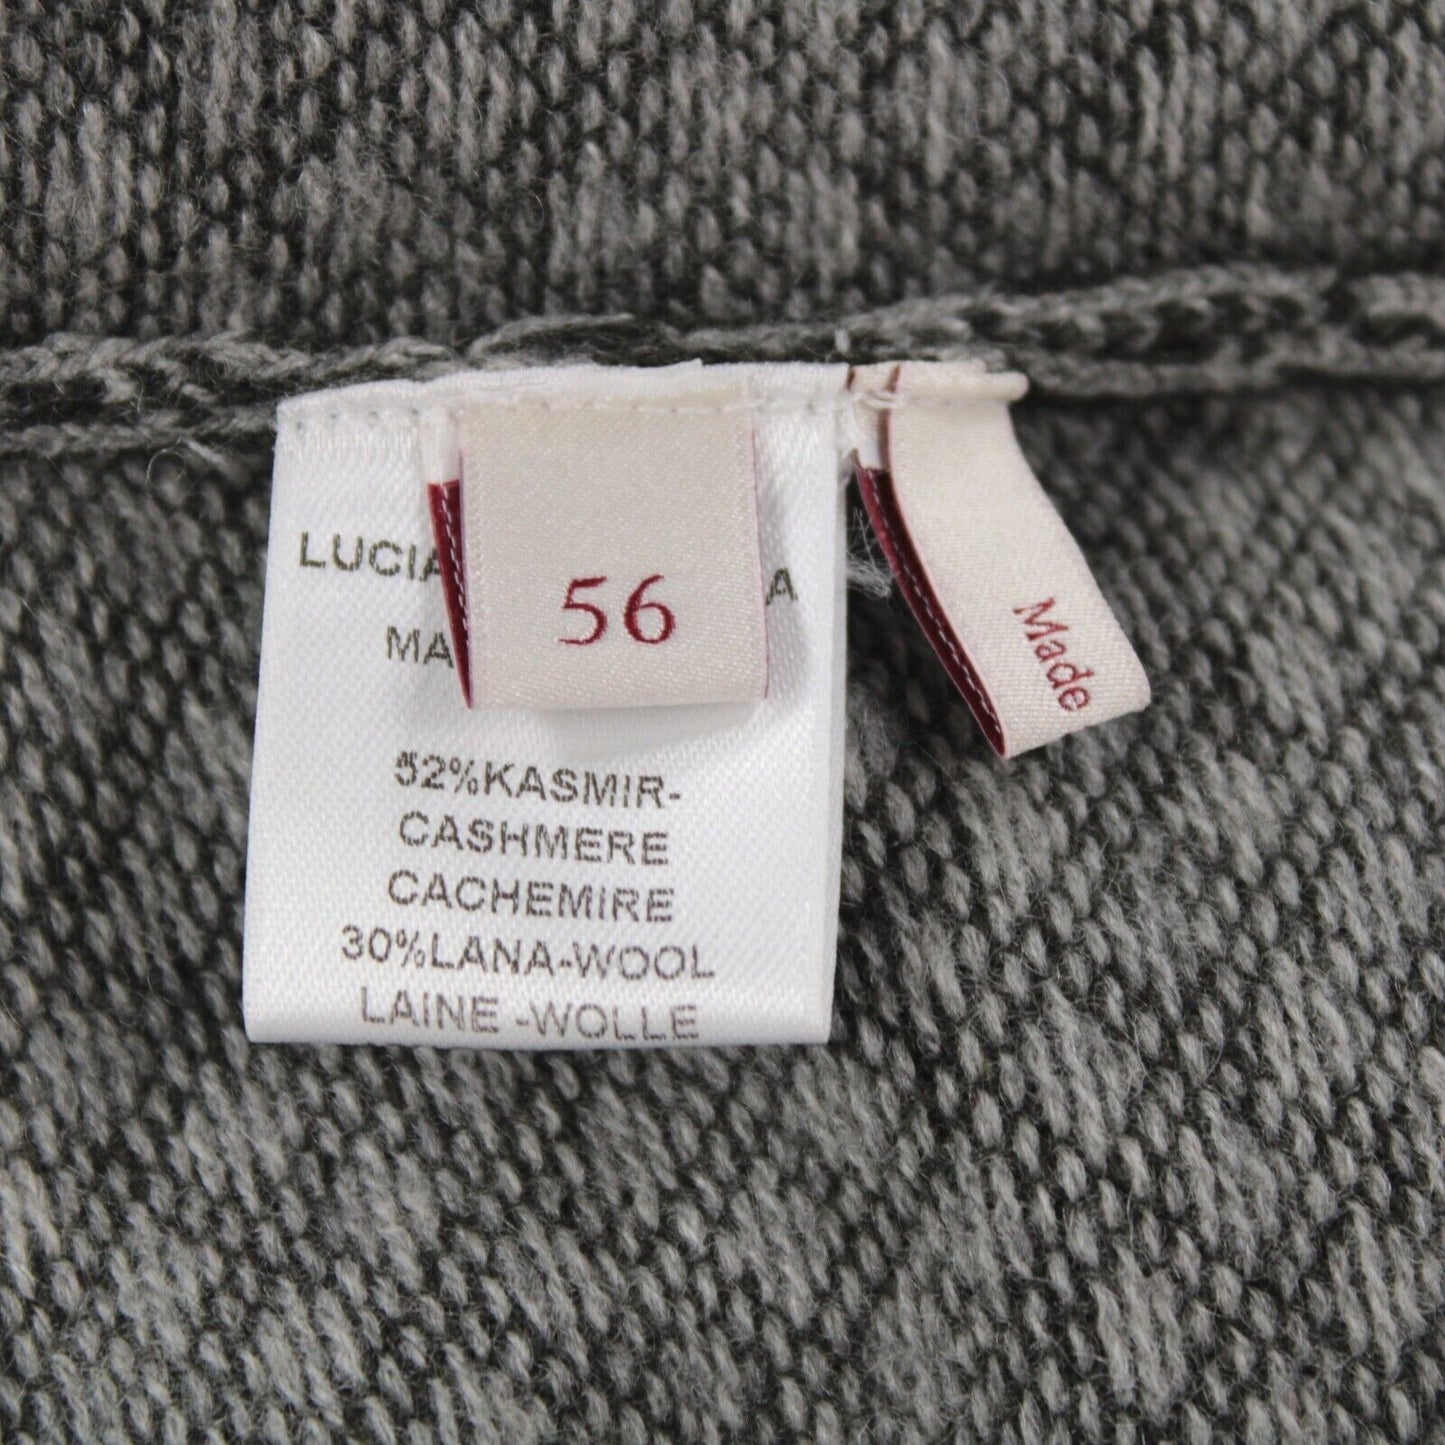 LUCIA
MA
56
Made
52%KASMIR-
CASHMERE
CACHEMIRE
30%LANA-WOOL
LAINE -WOLLE